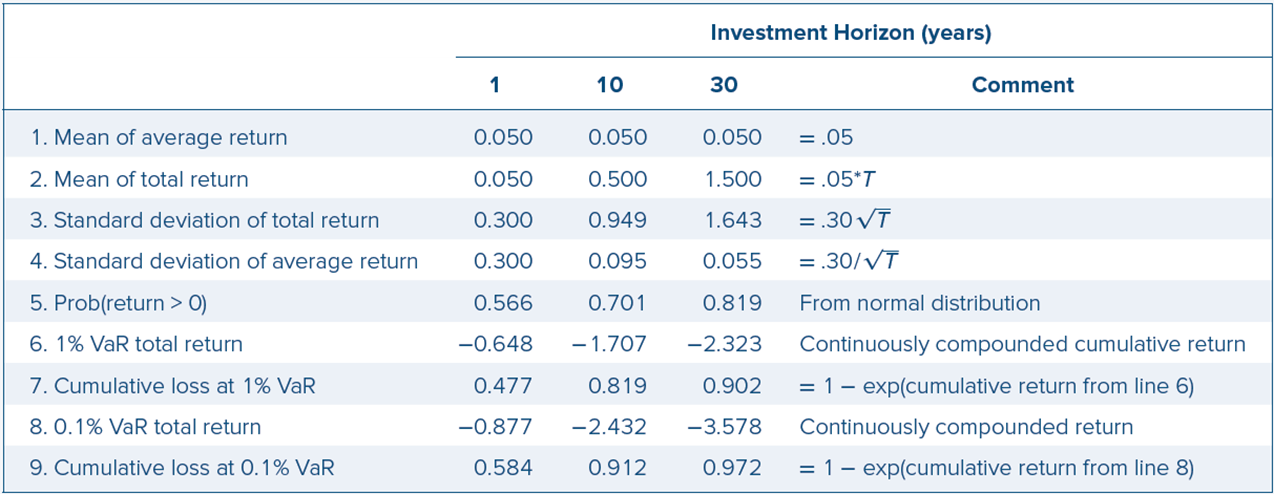 Investment Horizon (years)
1 10 30 Comment
1. Mean of average return 0.050 0.050 0.050 = .05
2. Mean of total return 0.050 0.500 1.500 = .05*T
3. Standard deviation of total return 0.300 0.949 1.643 = .30√T
4. Standard deviation of average return 0.300 0.095 0.055 = .30/√T
5. Prob(return > 0) 0.566 0.701 0.819 From normal distribution
6. 1% VaR total return −0.648 −1.707 −2.323 Continuously compounded cumulative return
7. Cumulative loss at 1% VaR 0.477 0.819 0.902 = 1 − exp(cumulative return from line 6)
8. 0.1% VaR total return −0.877 −2.432 −3.578 Continuously compounded return
9. Cumulative loss at 0.1% VaR 0.584 0.912 0.972 = 1 − exp(cumulative return from line 8)